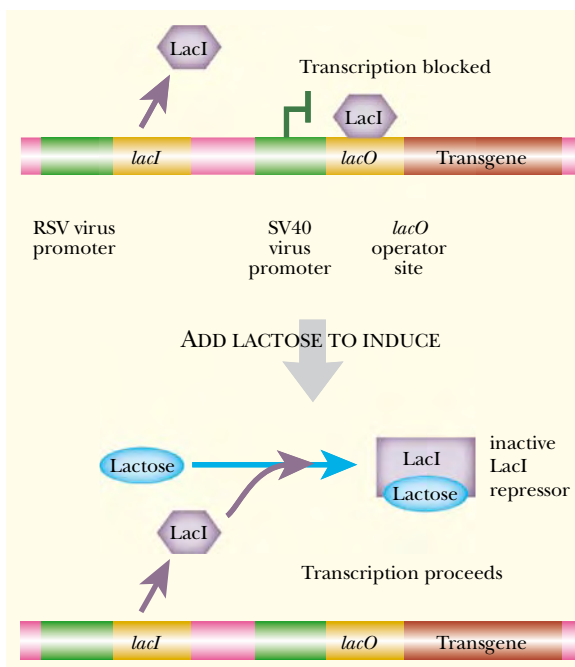 LacI
Transcription blocked
LacI
lacI
lacO
Transgene
RSV virus
promoter
SV40
virus
promoter
lacO
operator
site
ADD LACTOSE TO INDUCE
Lactose
LacI
Lactose
inactive
LacI
repressor
LacI
Transcription proceeds
lacI
lacO
Transgene